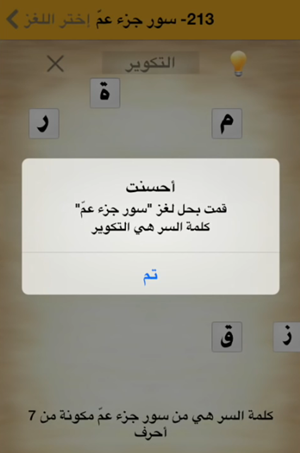 213- سور جزء عمّ
إختر اللغز
التكوير
ة
م
ر
أحسنت
قمت بحل لغز "سور جزء عمّ"
كلمة السر هي التكوير
تم
ز
ق
كلمة السر هي من سور جزء عمّ مكونة من 7
أحرف